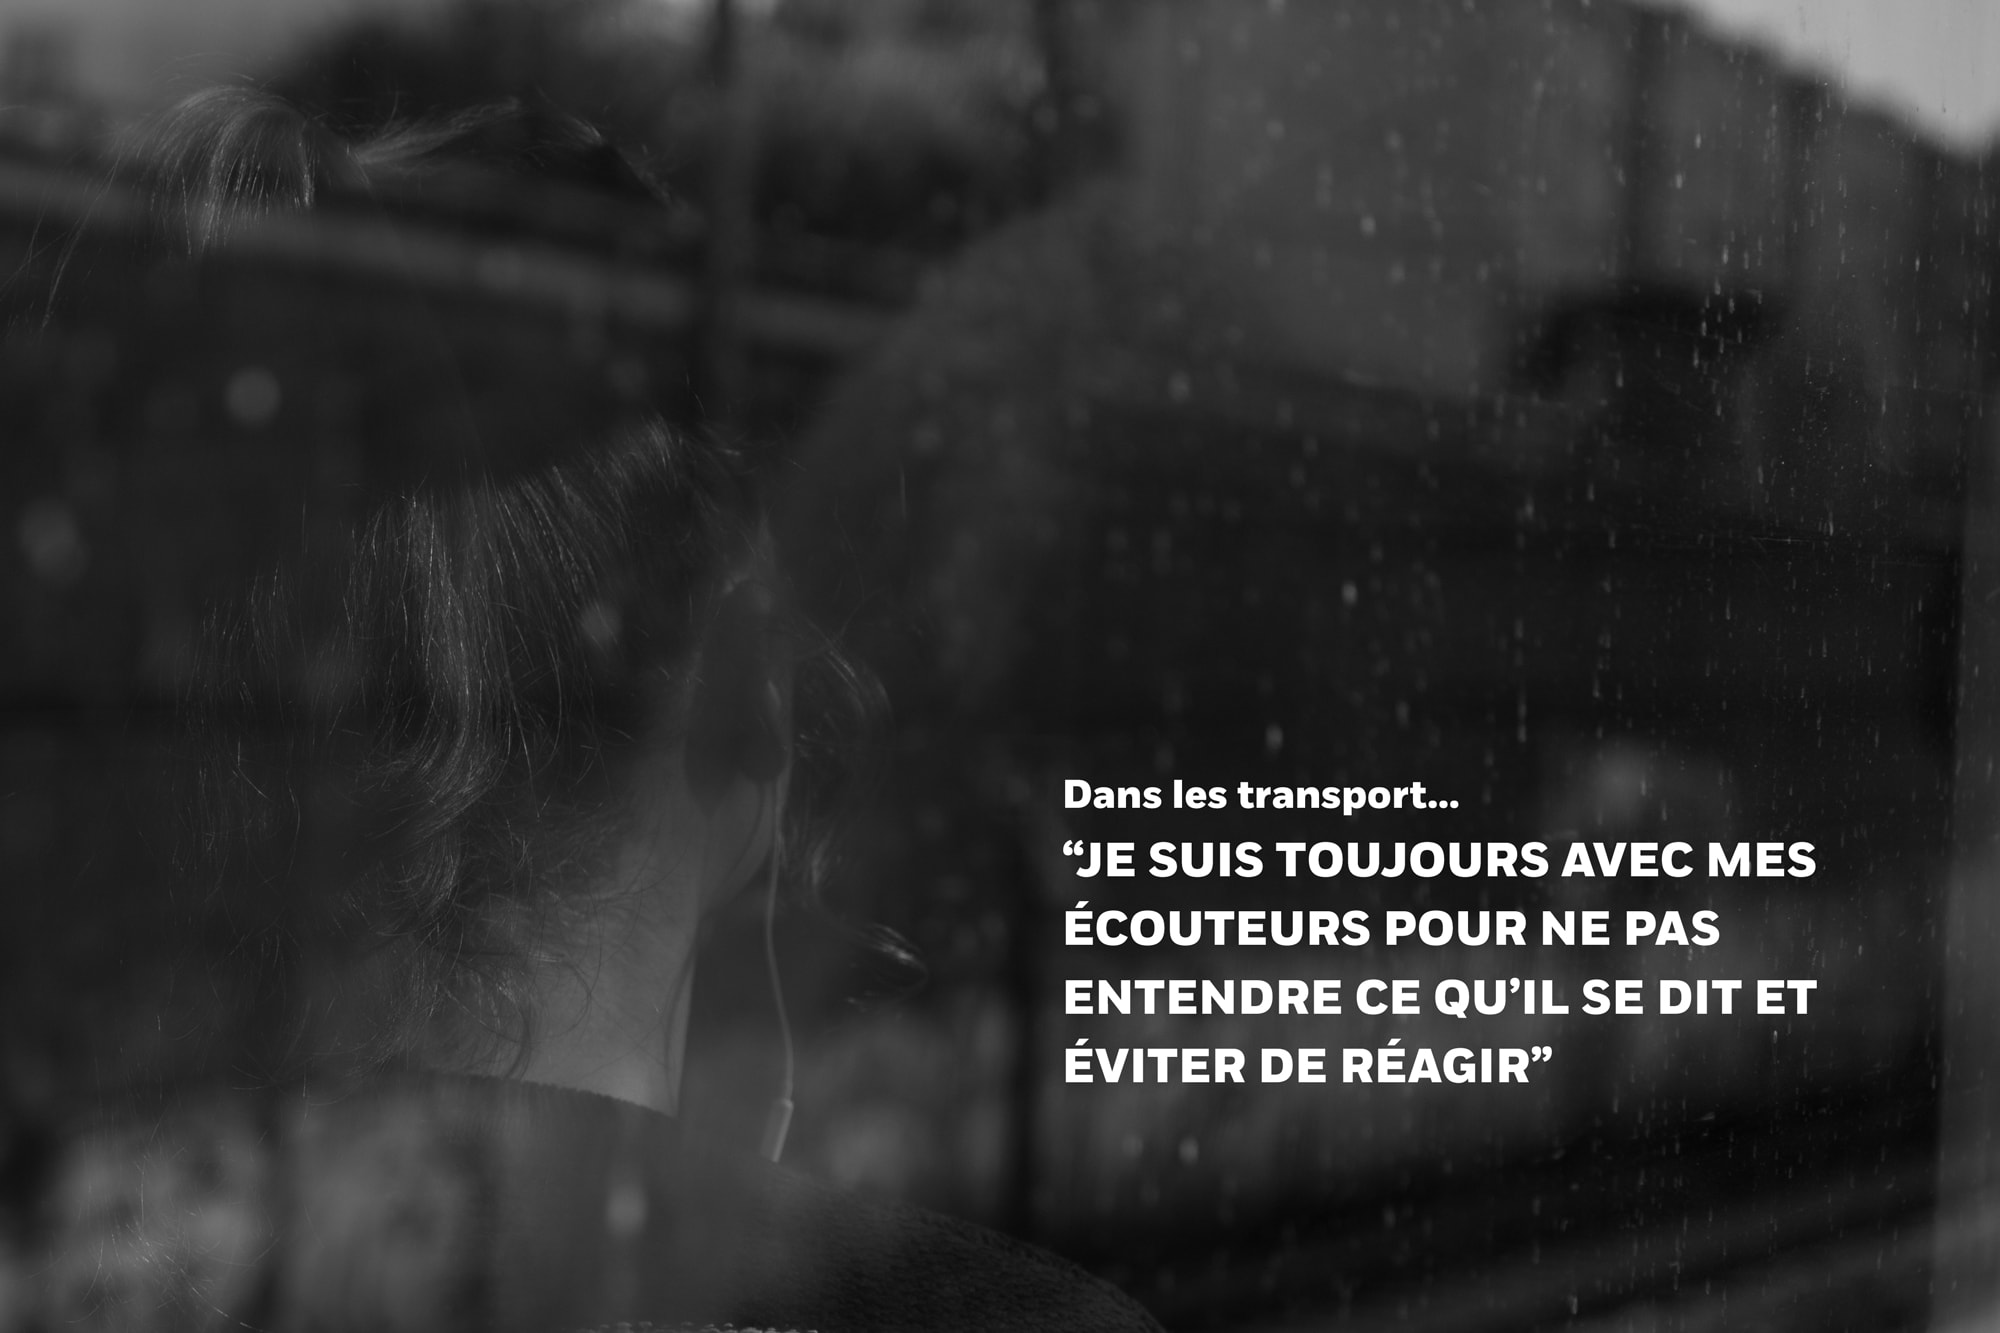 Dans les transport...
“JE SUIS TOUJOURS AVEC MES
ÉCOUTEURS POUR NE PAS
ENTENDRE CE QU’IL SE DIT ET
ÉVITER DE RÉAGIR”